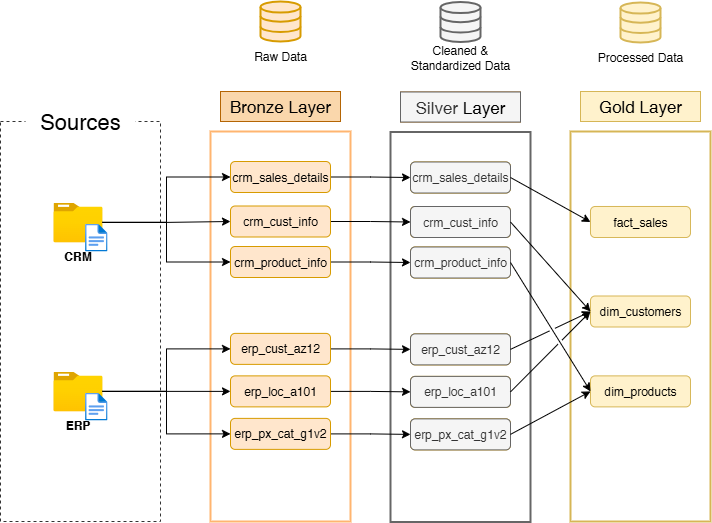 Raw Data
Cleaned &
Standardized Data
Processed Data
Bronze Layer
Silver Layer
Gold Layer
Sources
CRM
ERP
crm_sales_details
crm_cust_info
crm_product_info
erp_cust_az12
erp_loc_a101
erp_px_cat_g1v2
crm_sales_details
crm_cust_info
crm_product_info
erp_cust_az12
erp_loc_a101
erp_px_cat_g1v2
fact_sales
dim_customers
dim_products